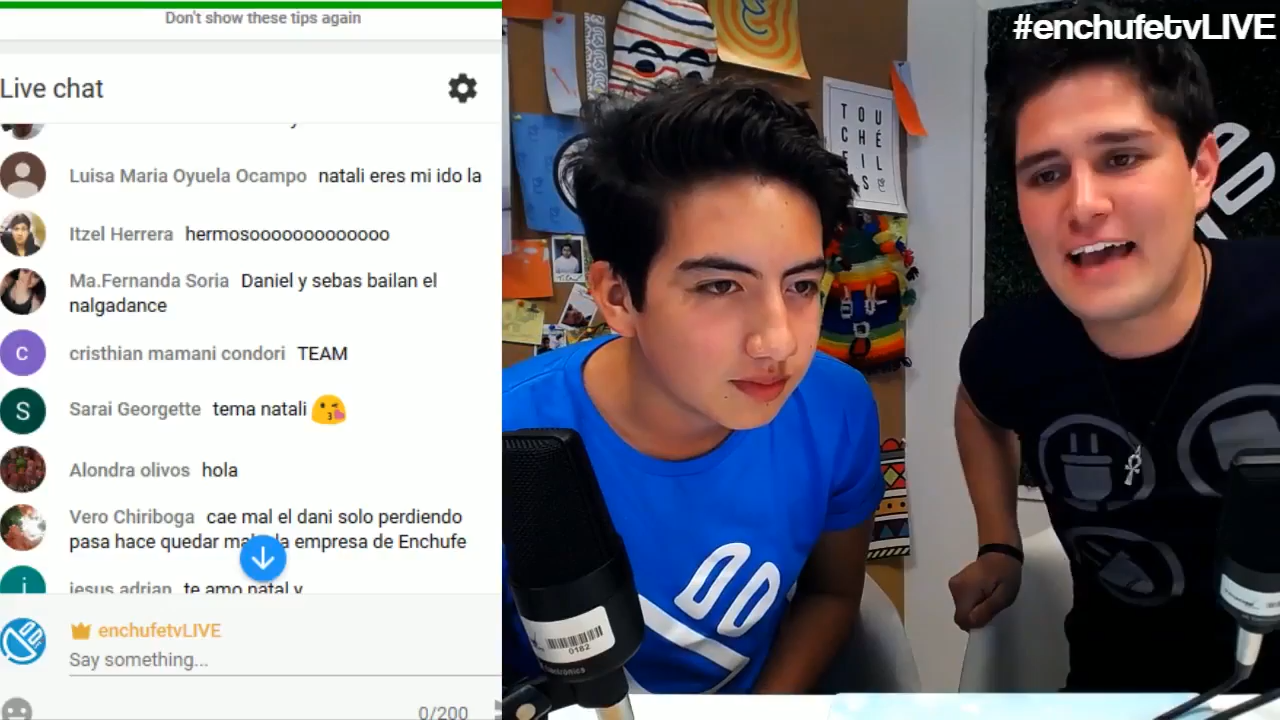 Don't show these tips again
#enchufetvLIVE
Live chat
Luisa Maria Oyuela Ocampo natali eres mi ido la
Itzel Herrera hermosooooooooooooo
Ma.Fernanda Soria Daniel y sebas bailan el
nalgadance
C
cristhian mamani condori TEAM
S
Sarai Georgette tema natali 😘
Alondra olivos hola
Vero Chiriboga cae mal el dani solo perdiendo
pasa hace quedar la empresa de Enchufe
jesus adrian te amo nataly
enchufetvLIVE
Say something...
0/200
TOUCHÉ FILS
0182